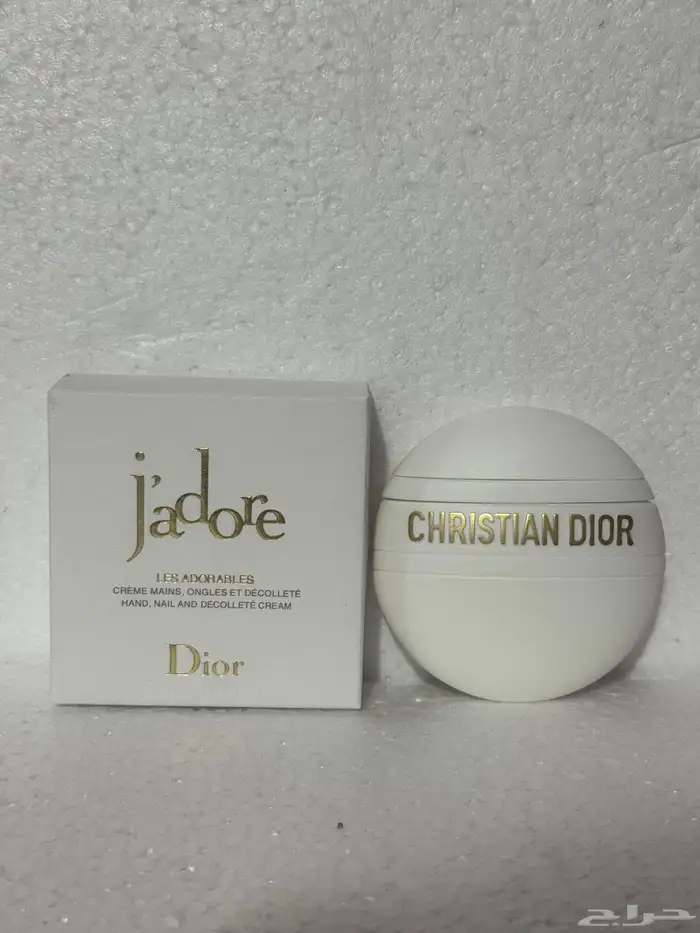 j'adore
LES ADORABLES
CRÈME MAINS, ONGLES ET DÉCOLLETÉ
HAND, NAIL AND DÉCOLLETÉ CREAM
Dior
CHRISTIAN DIOR
حراج